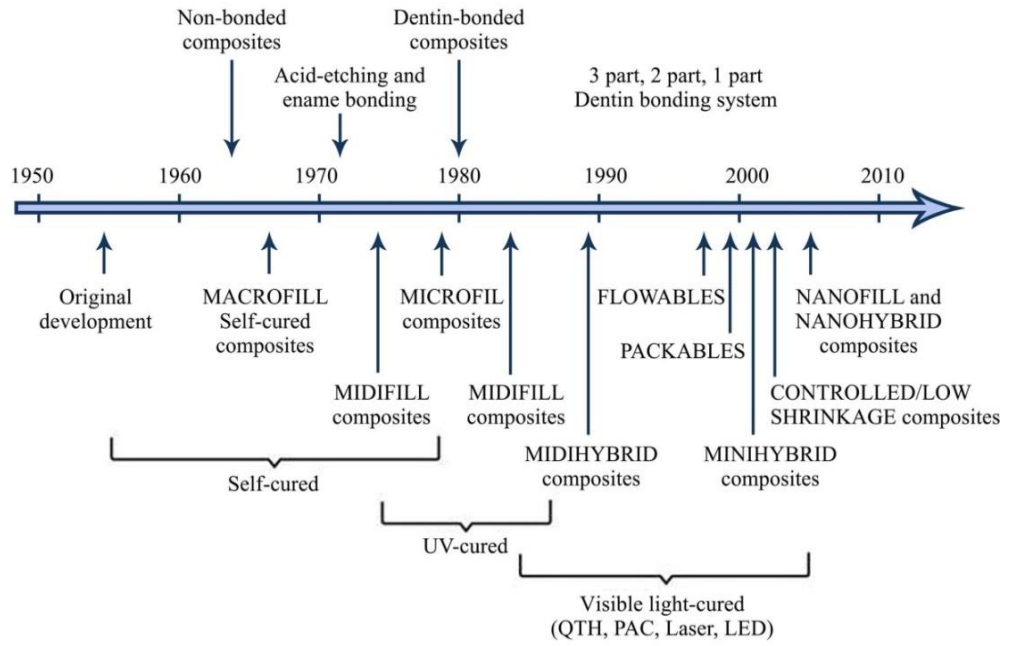 Non-bonded
composites
Dentin-bonded
composites
Acid-etching and
ename bonding
3 part, 2 part, 1 part
Dentin bonding system
1950
1960
1970
1980
1990
2000
2010
Original
development
MACROFILL
Self-cured
composites
MICROFIL
composites
FLOWABLES
NANOFILL and
NANOHYBRID
composites
PACKABLES
MIDIFILL
composites
MIDIFILL
composites
CONTROLLED/LOW
SHRINKAGE composites
MIDIHYBRID
composites
MINIHYBRID
composites
Self-cured
UV-cured
Visible light-cured
(QTH, PAC, Laser, LED)